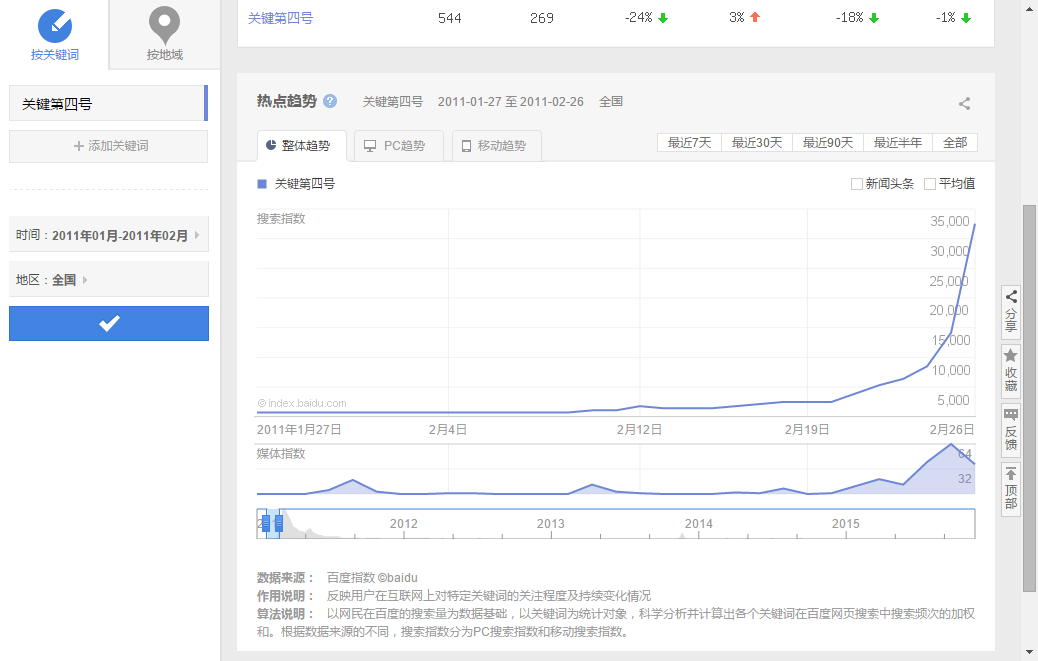 按关键词
按地域
关键第四号
添加关键词
时间：2011年01月-2011年02月
地区：全国
关键第四号 544 269 -24% 3% -18% -1%
热点趋势 ? 关键第四号 2011-01-27 至 2011-02-26 全国
整体趋势 PC趋势 移动趋势
最近7天 最近30天 最近90天 最近半年 全部
关键第四号
新闻头条 平均值
搜索指数
35,000
30,000
25,000
20,000
15,000
10,000
5,000
©index.baidu.com
2011年1月27日 2月4日 2月12日 2月19日 2月26日
媒体指数
64
32
2012 2013 2014 2015
数据来源： 百度指数 ©baidu
作用说明： 反映用户在互联网上对特定关键词的关注程度及持续变化情况
算法说明： 以网民在百度的搜索量为数据基础，以关键词为统计对象，科学分析并计算出各个关键词在百度网页搜索中搜索频次的加权
和。根据数据来源的不同，搜索指数分为PC搜索指数和移动搜索指数。
分享
收藏
反馈
顶部